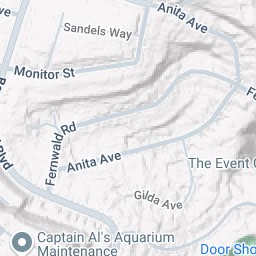 Anita Ave
Sandels Way
Monitor St
Fernwald Rd
Blvd
Anita Ave
The Event
Gilda Ave
Captain Al's Aquarium
Maintenance
Door Sho